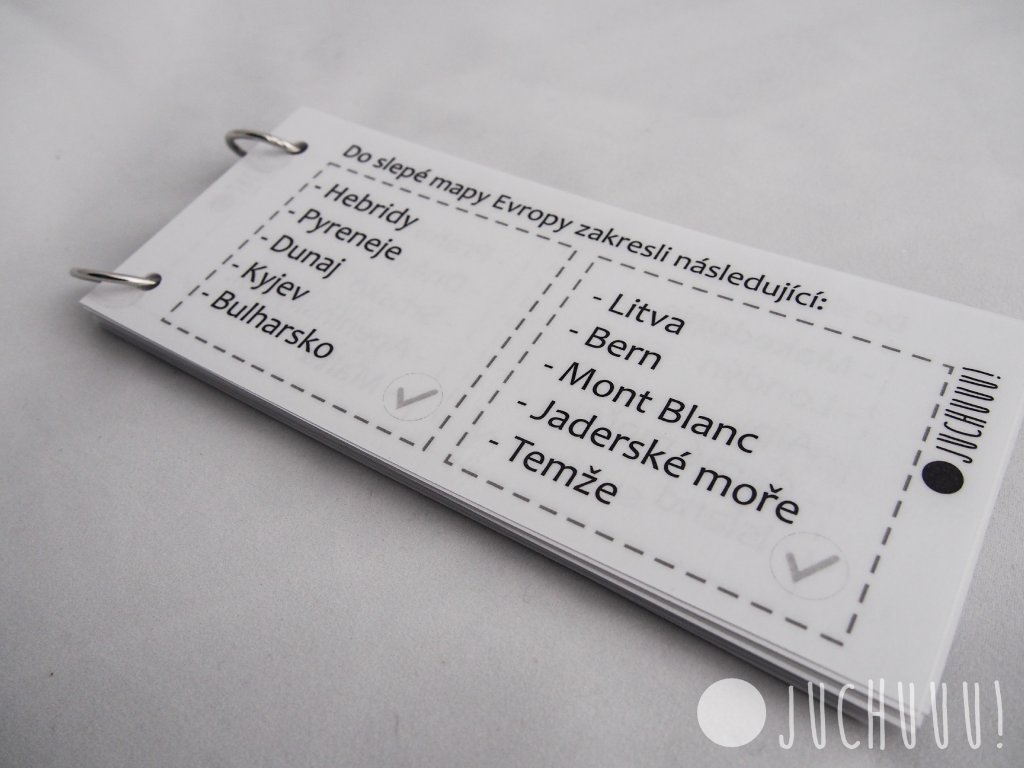 Do slepé mapy Evropy zakresli následující:
- Hebridy
- Pyreneje
- Dunaj
- Kyjev
- Bulharsko
- Litva
- Bern
- Mont Blanc
- Jaderské moře
- Temže
JUCHUUU!
JUCHUUU!